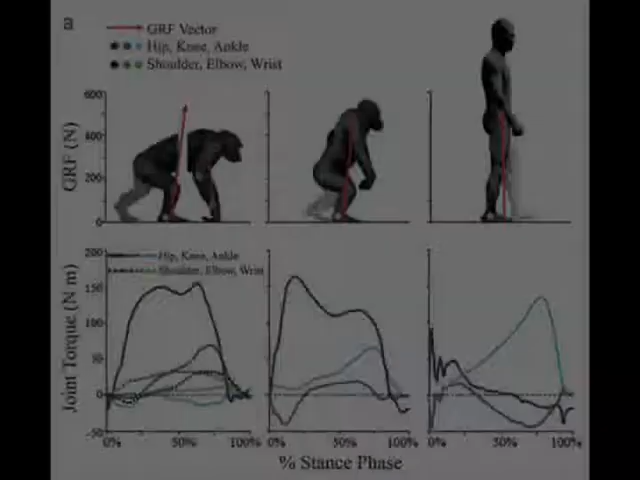 a
GRF Vector
Hip, Knee, Ankle
Shoulder, Elbow, Wrist
GRF (N)
600
400
200
0
Joint Torque (N m)
200
150
100
50
0
-50
Hip, Knee, Ankle
Shoulder, Elbow, Wrist
0% 50% 100%
0% 50% 100%
0% 50% 100%
% Stance Phase